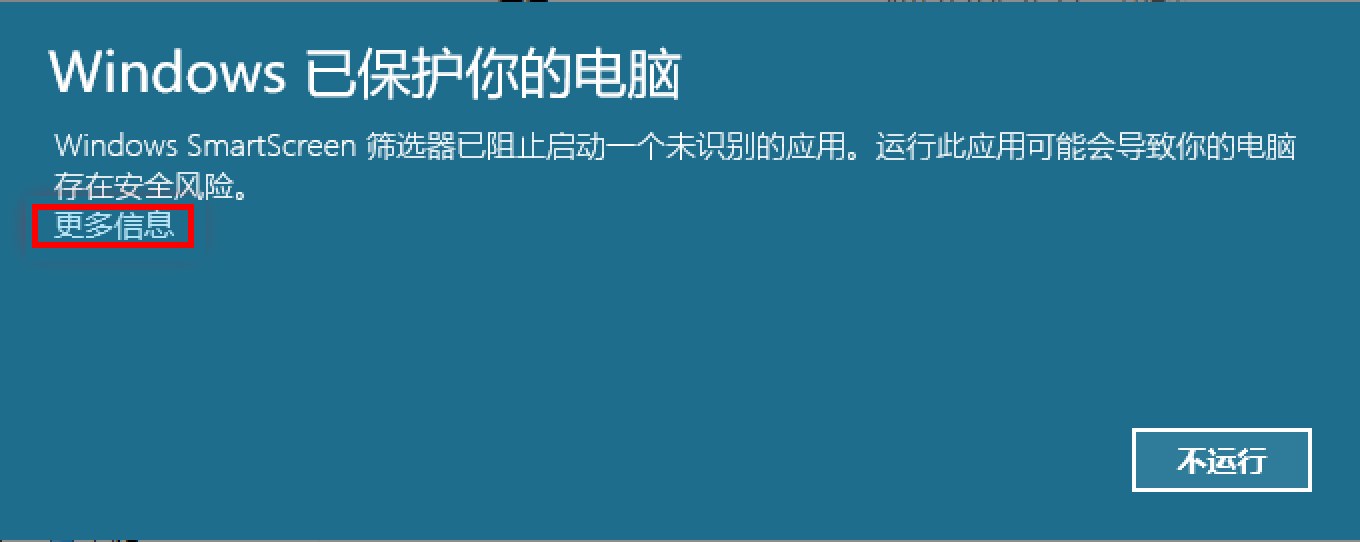 Windows 已保护你的电脑
Windows SmartScreen 筛选器已阻止启动一个未识别的应用。运行此应用可能会导致你的电脑
存在安全风险。
更多信息
不运行